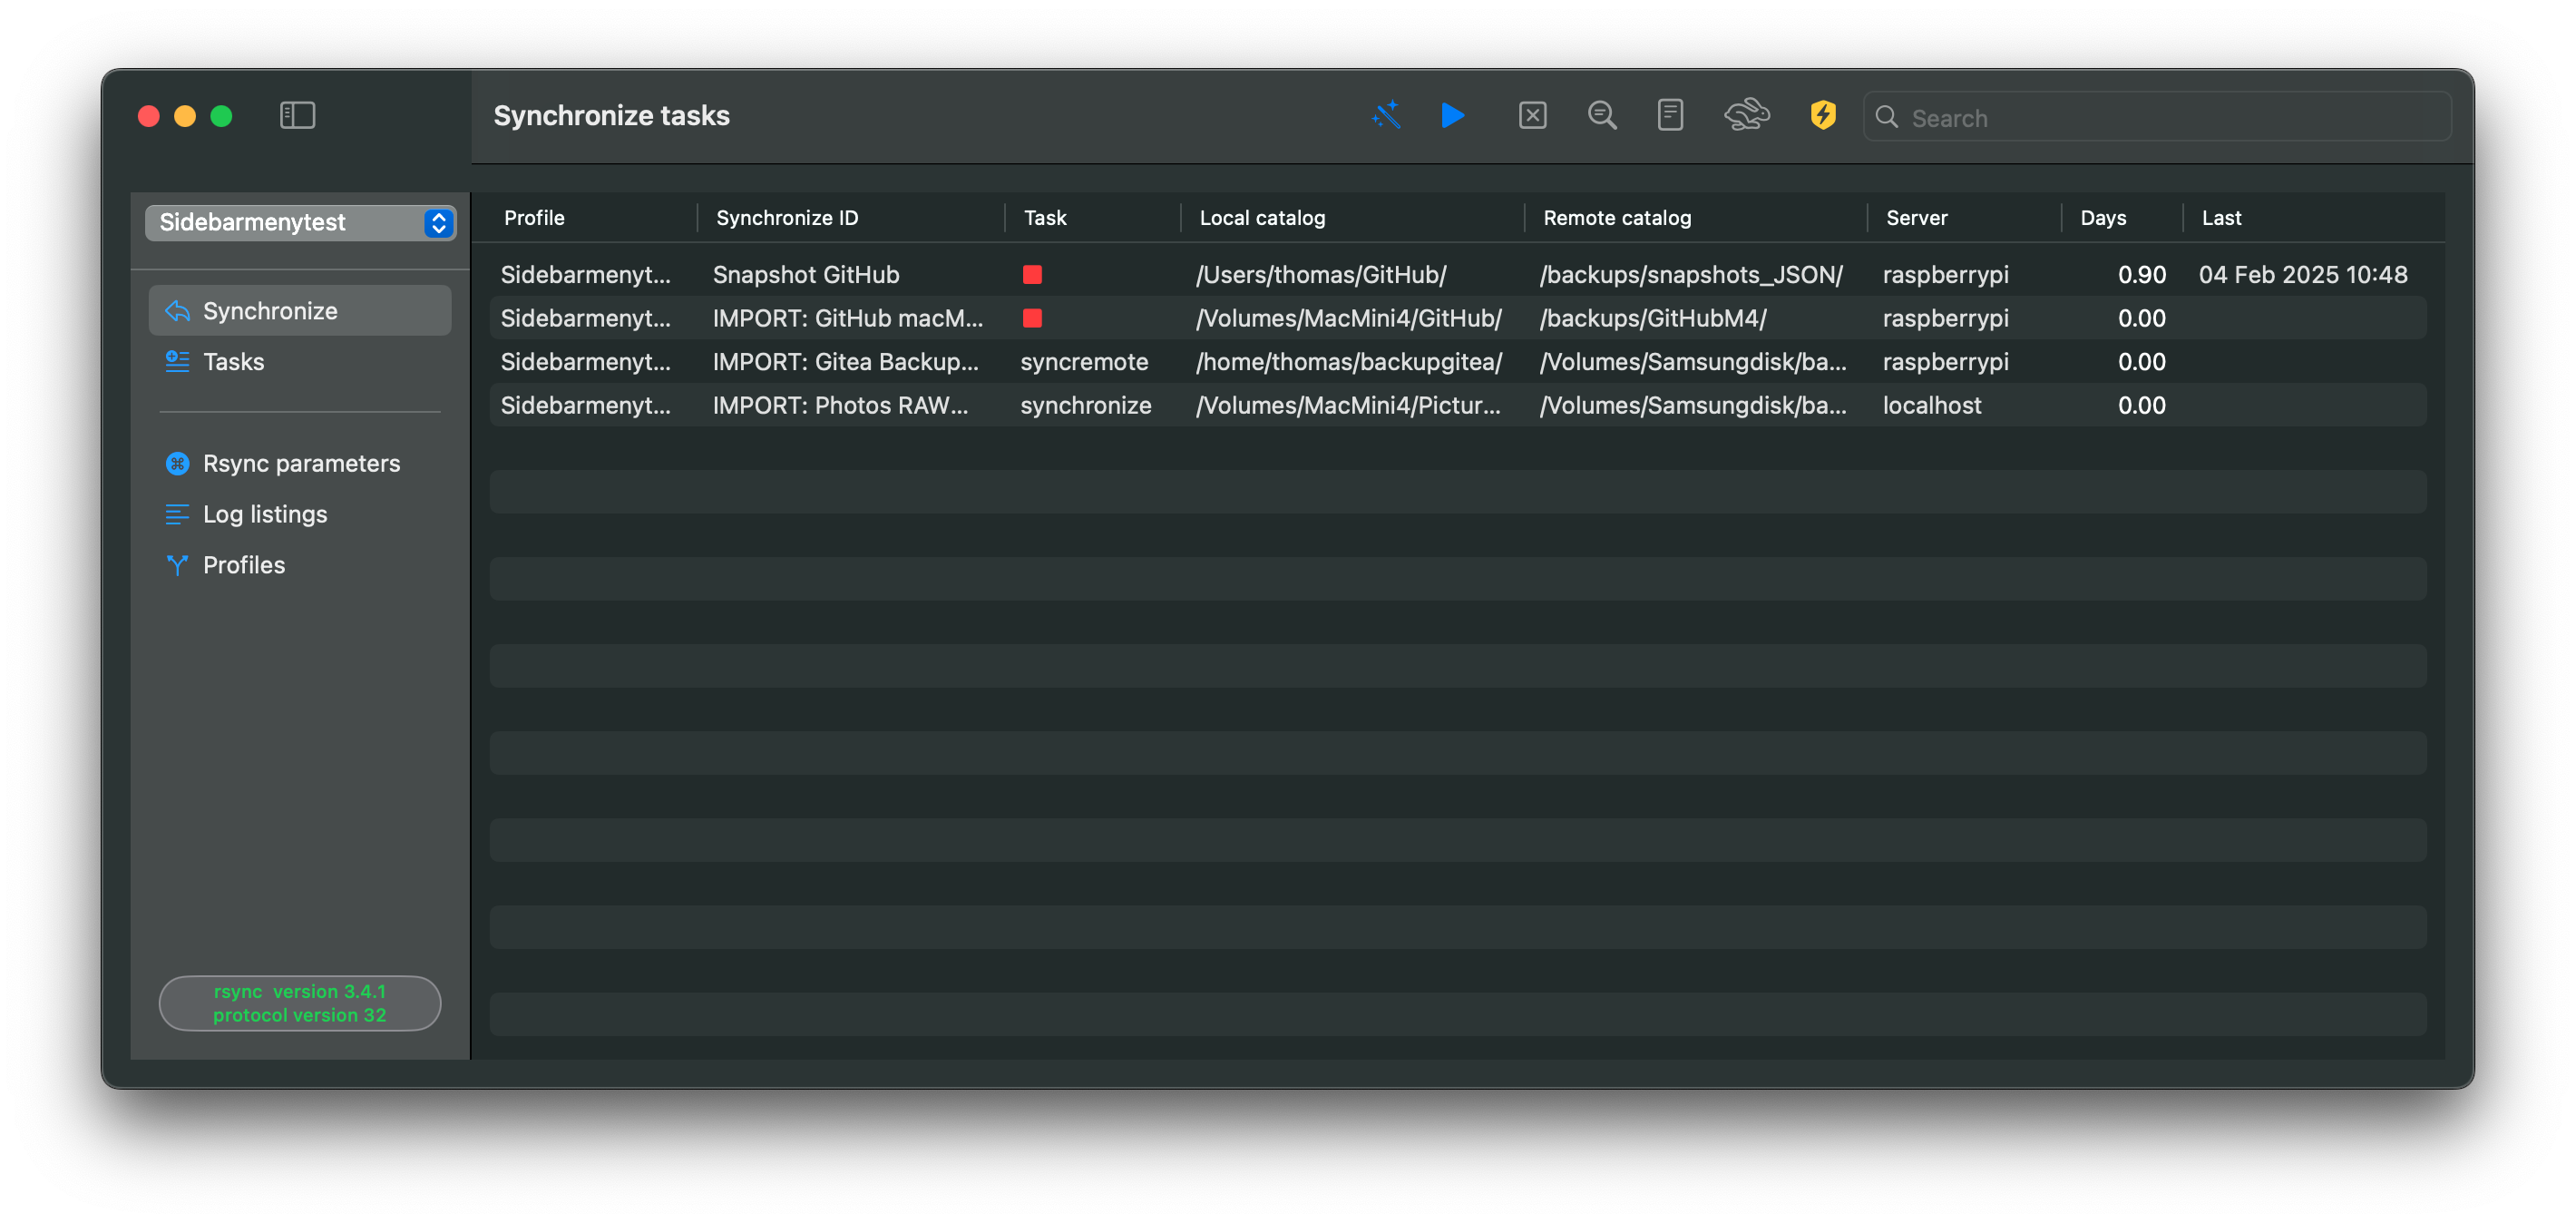 Synchronize tasks
Search
Sidebarmenytest
Synchronize
Tasks
Rsync parameters
Log listings
Profiles
rsync  version 3.4.1
protocol version 32
Profile Synchronize ID Task Local catalog Remote catalog Server Days Last
Sidebarmenyt... Snapshot GitHub /Users/thomas/GitHub/ /backups/snapshots_JSON/ raspberrypi 0.90 04 Feb 2025 10:48
Sidebarmenyt... IMPORT: GitHub macM... /Volumes/MacMini4/GitHub/ /backups/GitHubM4/ raspberrypi 0.00
Sidebarmenyt... IMPORT: Gitea Backup... syncremote /home/thomas/backupgitea/ /Volumes/Samsungdisk/ba... raspberrypi 0.00
Sidebarmenyt... IMPORT: Photos RAW... synchronize /Volumes/MacMini4/Pictur... /Volumes/Samsungdisk/ba... localhost 0.00